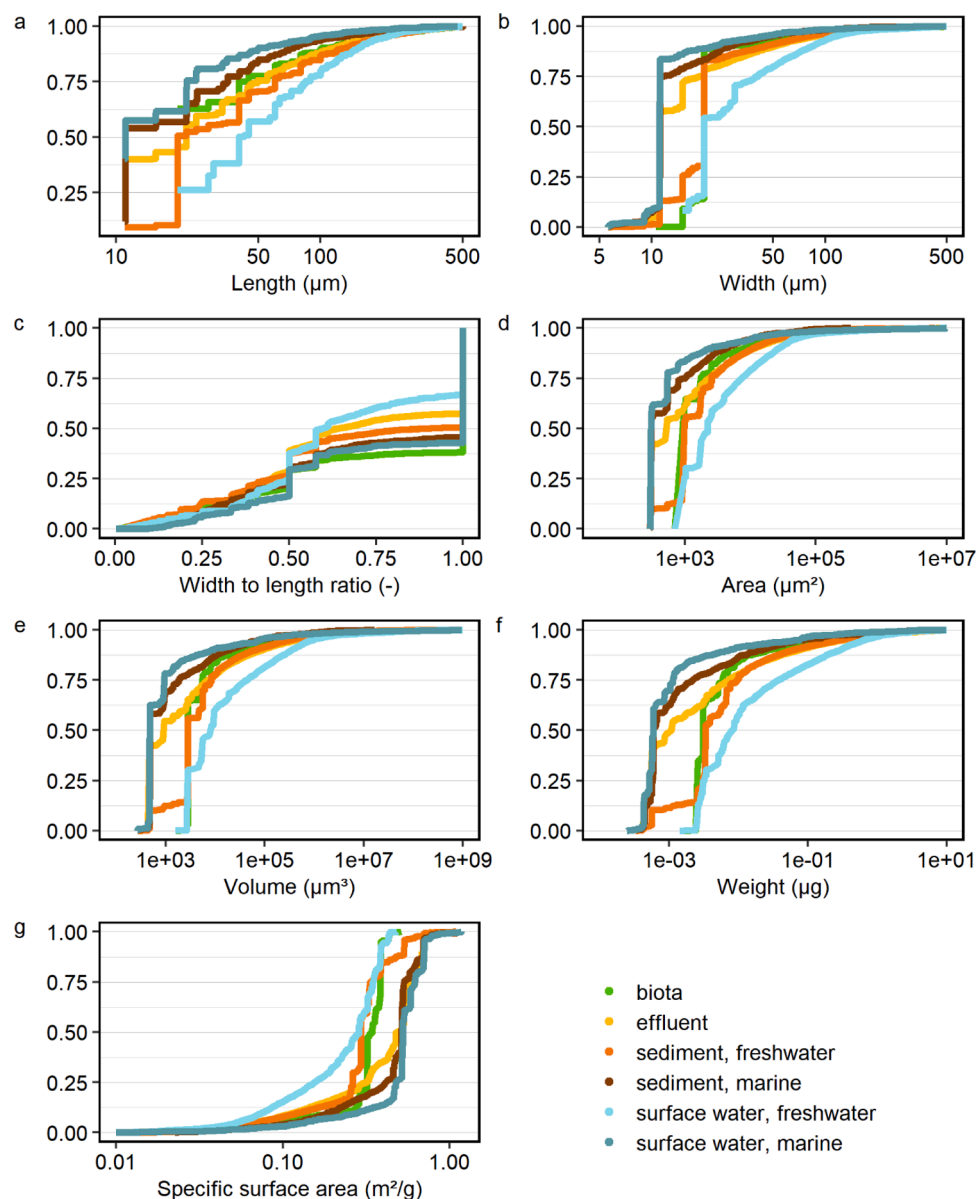 a
1.00
0.75
0.50
0.25
10 50 100 500
Length (µm)
b
1.00
0.75
0.50
0.25
0.00
5 10 50 100 500
Width (µm)
c
1.00
0.75
0.50
0.25
0.00
0.00 0.25 0.50 0.75 1.00
Width to length ratio (-)
d
1.00
0.75
0.50
0.25
0.00
1e+03 1e+05 1e+07
Area (µm²)
e
1.00
0.75
0.50
0.25
0.00
1e+03 1e+05 1e+07 1e+09
Volume (µm³)
f
1.00
0.75
0.50
0.25
0.00
1e-03 1e-01 1e+01
Weight (µg)
g
1.00
0.75
0.50
0.25
0.00
0.01 0.10 1.00
Specific surface area (m²/g)
biota
effluent
sediment, freshwater
sediment, marine
surface water, freshwater
surface water, marine